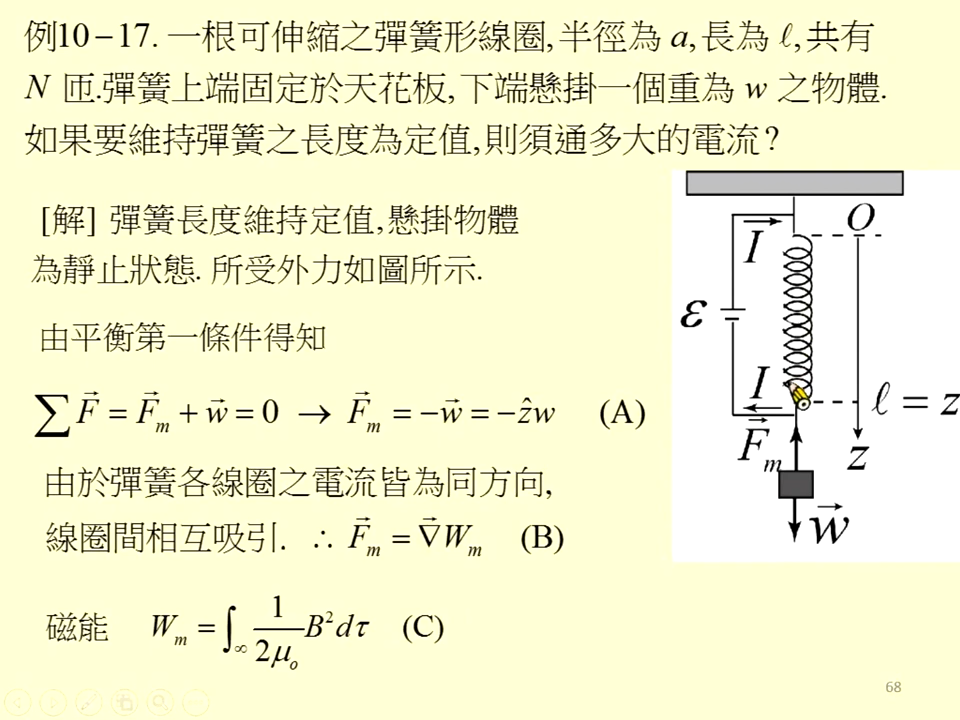 例10－17. 一根可伸縮之彈簧形線圈,半徑為 a,長為 ℓ,共有
N 匝.彈簧上端固定於天花板,下端懸掛一個重為 w 之物體.
如果要維持彈簧之長度為定值,則須通多大的電流?
[解] 彈簧長度維持定值,懸掛物體
為靜止狀態. 所受外力如圖所示.
由平衡第一條件得知
∑F⃗ = F⃗ₘ + w⃗ = 0 → F⃗ₘ = −w⃗ = −ẑw (A)
由於彈簧各線圈之電流皆為同方向,
線圈間相互吸引. ∴ F⃗ₘ = ∇⃗Wₘ (B)
磁能 Wₘ = ∫∞ 1/2μₒ B²dτ (C)
O
I
ε
I
ℓ = z
F⃗ₘ
z
w⃗
68